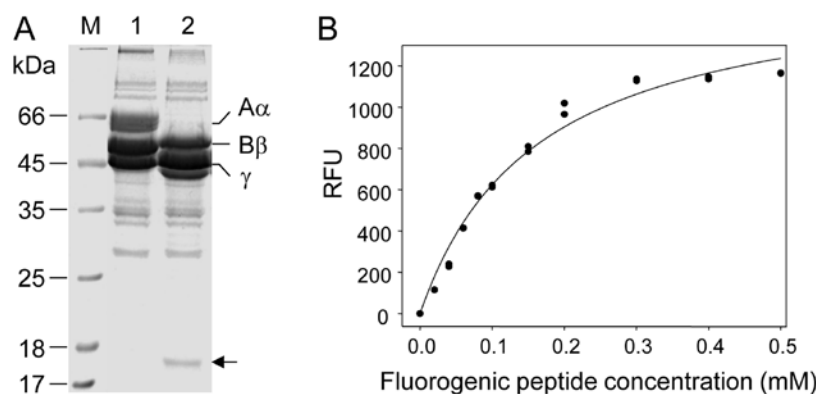 A
M 1 2
kDa
66
45
35
25
18
17
Aα
Bβ
γ
B
RFU
1200
1000
800
600
400
200
0
0.0 0.1 0.2 0.3 0.4 0.5
Fluorogenic peptide concentration (mM)